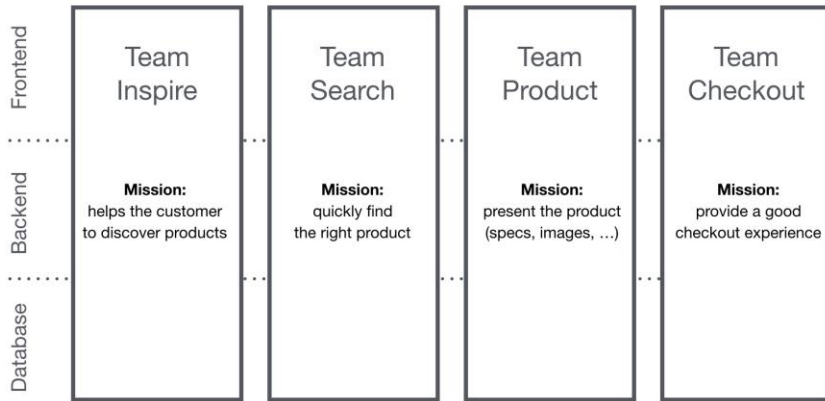 Frontend
Team
Inspire
Team
Search
Team
Product
Team
Checkout
Backend
Mission:
helps the customer
to discover products
Mission:
quickly find
the right product
Mission:
present the product
(specs, images, …)
Mission:
provide a good
checkout experience
Database